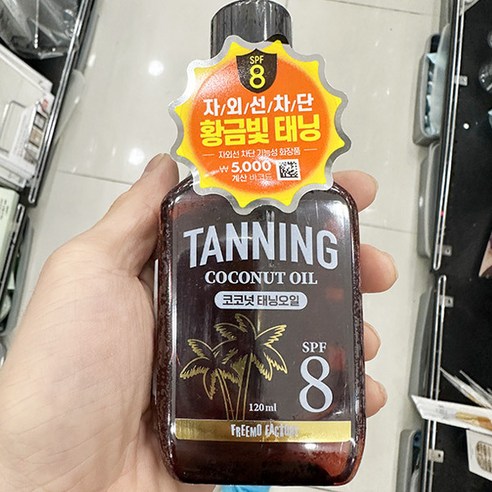 SPF
8
자/외/선/차/단
황금빛 태닝
자외선 차단 기능성 화장품
₩5,000
계산 바코드
TANNING
COCONUT OIL
코코넛 태닝오일
SPF
8
120ml
FREEMO FACTORY